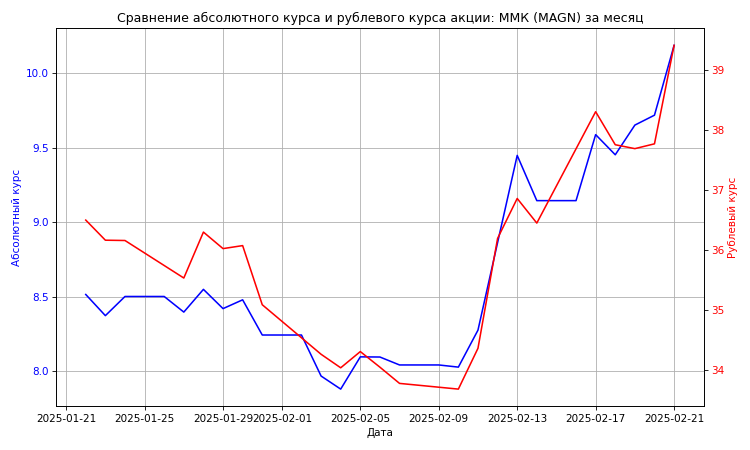 Сравнение абсолютного курса и рублевого курса акции: ММК (MAGN) за месяц
Абсолютный курс
10.0
9.5
9.0
8.5
8.0
39
38
37
36
35
34
Рублевый курс
2025-01-21 2025-01-25 2025-01-29 2025-02-01 2025-02-05 2025-02-09 2025-02-13 2025-02-17 2025-02-21
Дата